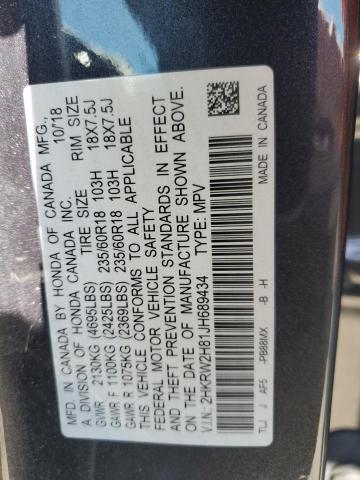 MFD. IN CANADA BY HONDA OF CANADA MFG.,
A DIVISION OF HONDA CANADA INC. 10/18
TIRE SIZE RIM SIZE
GVWR 2130KG (4695LBS)
GAWR F 1100KG (2425LBS) 235/60R18 103H 18X7.5J
GAWR R 1075KG (2369LBS) 235/60R18 103H 18X7.5J
THIS VEHICLE CONFORMS TO ALL APPLICABLE
FEDERAL MOTOR VEHICLE SAFETY
AND THEFT PREVENTION STANDARDS IN EFFECT
ON THE DATE OF MANUFACTURE SHOWN ABOVE.
V.I.N.: 2HKRW2H81JH689434 TYPE: MPV
TLJ J AF5 -PB88MX -B -H
MADE IN CANADA